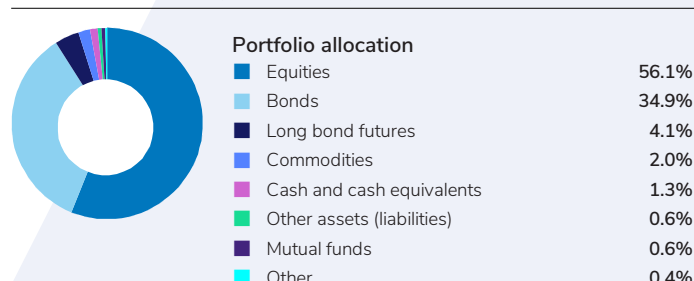 Portfolio allocation
Equities 56.1%
Bonds 34.9%
Long bond futures 4.1%
Commodities 2.0%
Cash and cash equivalents 1.3%
Other assets (liabilities) 0.6%
Mutual funds 0.6%
Other 0.4%